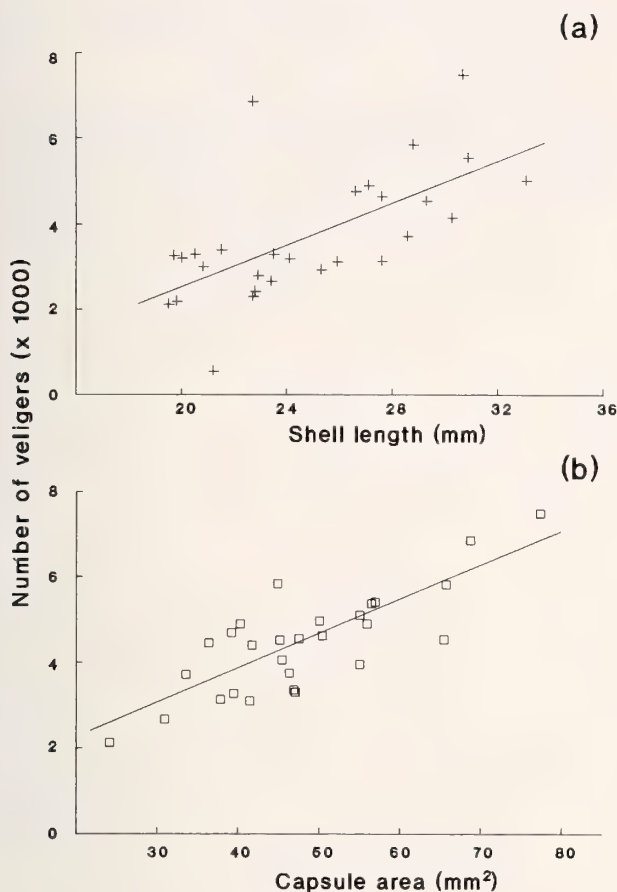 (a)
8
6
4
2
0
20 24 28 32 36
Shell length (mm)
Number of veligers (x 1000)
(b)
8
6
4
2
0
30 40 50 60 70 80
Capsule area (mm²)